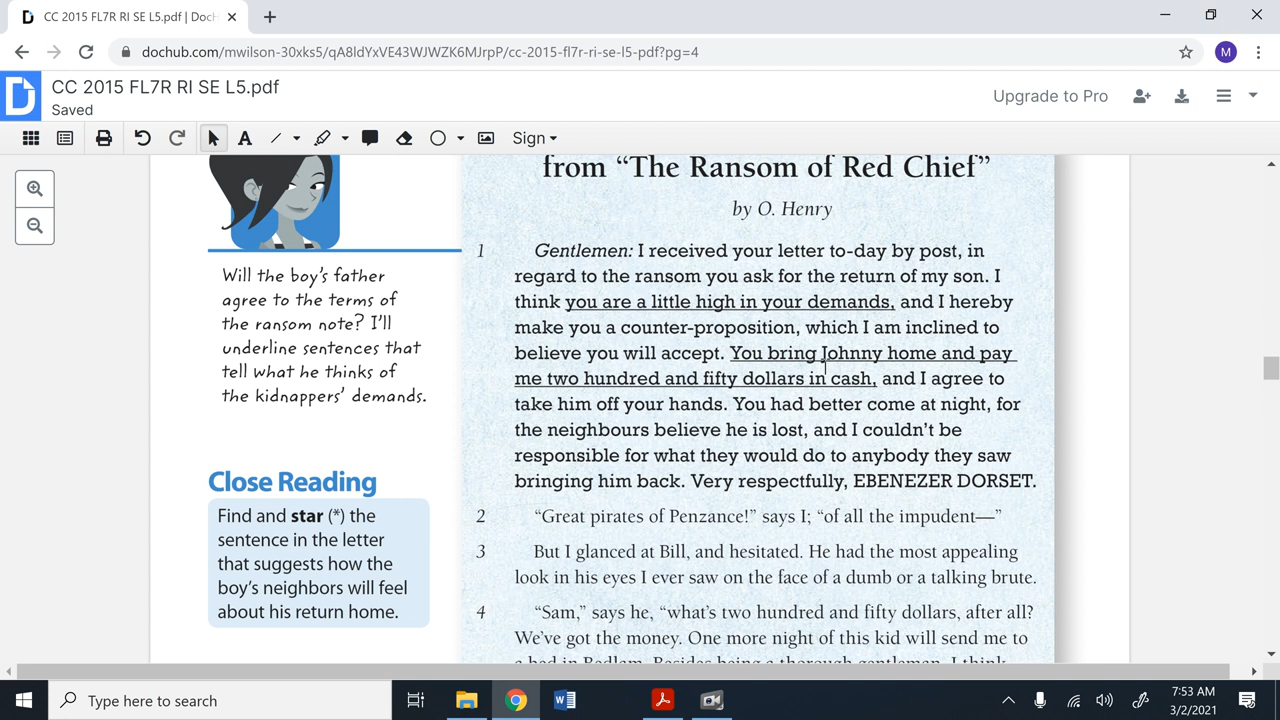 CC 2015 FL7R RI SE L5.pdf | DocH
dochub.com/mwilson-30xks5/qA8ldYxVE43WJWZK6MJrpP/cc-2015-fl7r-ri-se-l5-pdf?pg=4
M
CC 2015 FL7R RI SE L5.pdf
Saved
Upgrade to Pro
A
Sign
from “The Ransom of Red Chief”
by O. Henry
Will the boy’s father
agree to the terms of
the ransom note? I’ll
underline sentences that
tell what he thinks of
the kidnappers’ demands.
Close Reading
Find and star (*) the
sentence in the letter
that suggests how the
boy’s neighbors will feel
about his return home.
1 Gentlemen: I received your letter to-day by post, in
regard to the ransom you ask for the return of my son. I
think you are a little high in your demands, and I hereby
make you a counter-proposition, which I am inclined to
believe you will accept. You bring Johnny home and pay
me two hundred and fifty dollars in cash, and I agree to
take him off your hands. You had better come at night, for
the neighbours believe he is lost, and I couldn’t be
responsible for what they would do to anybody they saw
bringing him back. Very respectfully, EBENEZER DORSET.
2 “Great pirates of Penzance!” says I; “of all the impudent—”
3 But I glanced at Bill, and hesitated. He had the most appealing
look in his eyes I ever saw on the face of a dumb or a talking brute.
4 “Sam,” says he, “what’s two hundred and fifty dollars, after all?
We’ve got the money. One more night of this kid will send me to
a bed in Bedlam. Besides being a thorough gentleman, I think
Type here to search
7:53 AM
3/2/2021